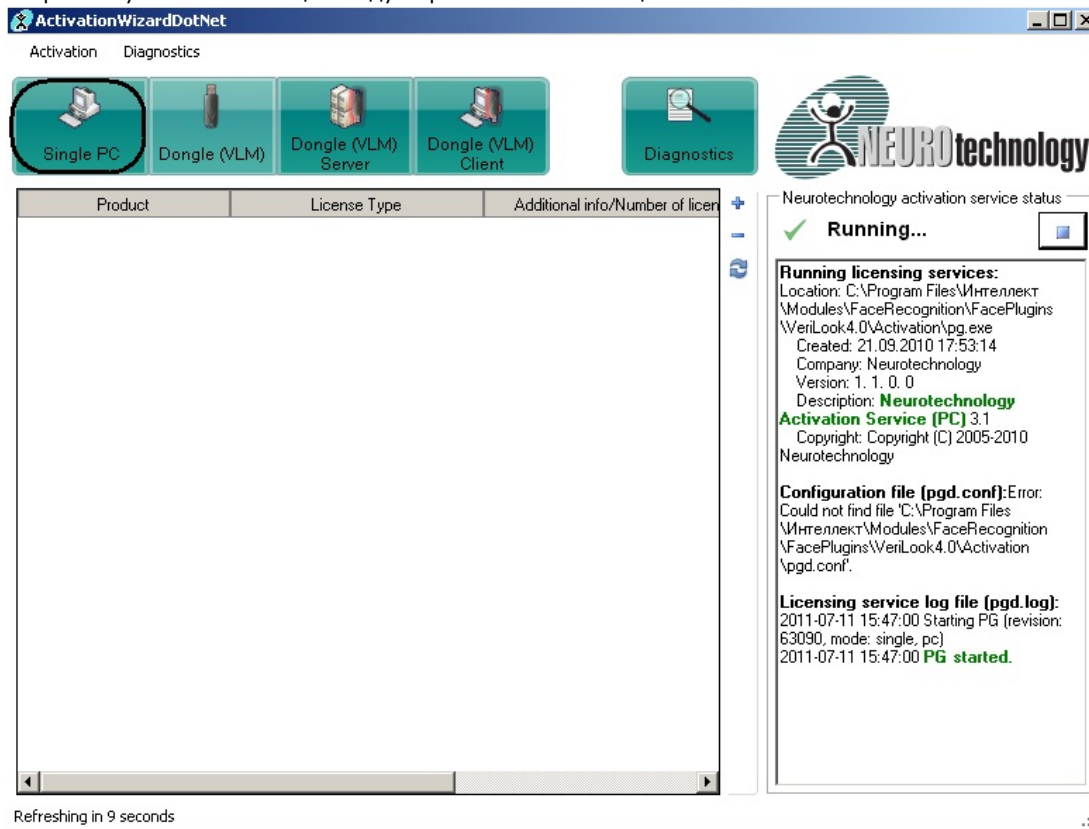 ActivationWizardDotNet
Activation Diagnostics
Single PC
Dongle (VLM)
Dongle (VLM)
Server
Dongle (VLM)
Client
Diagnostics
NEUROtechnology
Product License Type Additional info/Number of licen
Neurotechnology activation service status
Running...
Running licensing services:
Location: C:\Program Files\Интеллект
\Modules\FaceRecognition\FacePlugins
\VeriLook4.0\Activation\pg.exe
Created: 21.09.2010 17:53:14
Company: Neurotechnology
Version: 1. 1. 0. 0
Description: Neurotechnology
Activation Service (PC) 3.1
Copyright: Copyright (C) 2005-2010
Neurotechnology
Configuration file (pgd.conf):Error:
Could not find file 'C:\Program Files
\Интеллект\Modules\FaceRecognition
\FacePlugins\VeriLook4.0\Activation
\pgd.conf'.
Licensing service log file (pgd.log):
2011-07-11 15:47:00 Starting PG (revision:
63090, mode: single, pc)
2011-07-11 15:47:00 PG started.
Refreshing in 9 seconds